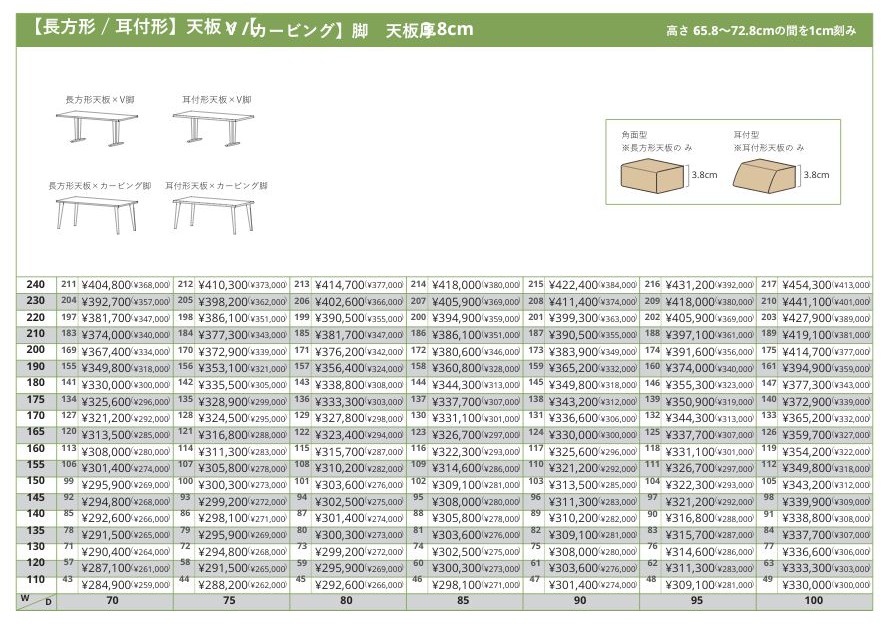 【長方形 / 耳付形】天板 × 【V / カービング】脚　天板厚3.8cm
高さ 65.8〜72.8cmの間を1cm刻み
長方形天板×V脚 耳付形天板×V脚
長方形天板×カービング脚 耳付形天板×カービング脚
角面型 耳付型
※長方形天板のみ ※耳付形天板のみ
3.8cm 3.8cm
240 211 ¥404,800(¥368,000) 212 ¥410,300(¥373,000) 213 ¥414,700(¥377,000) 214 ¥418,000(¥380,000) 215 ¥422,400(¥384,000) 216 ¥431,200(¥392,000) 217 ¥454,300(¥413,000)
230 204 ¥392,700(¥357,000) 205 ¥398,200(¥362,000) 206 ¥402,600(¥366,000) 207 ¥405,900(¥369,000) 208 ¥411,400(¥374,000) 209 ¥418,000(¥380,000) 210 ¥441,100(¥401,000)
220 197 ¥381,700(¥347,000) 198 ¥386,100(¥351,000) 199 ¥390,500(¥355,000) 200 ¥394,900(¥359,000) 201 ¥399,300(¥363,000) 202 ¥405,900(¥369,000) 203 ¥427,900(¥389,000)
210 183 ¥374,000(¥340,000) 184 ¥377,300(¥343,000) 185 ¥381,700(¥347,000) 186 ¥386,100(¥351,000) 187 ¥390,500(¥355,000) 188 ¥397,100(¥361,000) 189 ¥419,100(¥381,000)
200 169 ¥367,400(¥334,000) 170 ¥372,900(¥339,000) 171 ¥376,200(¥342,000) 172 ¥380,600(¥346,000) 173 ¥383,900(¥349,000) 174 ¥391,600(¥356,000) 175 ¥414,700(¥377,000)
190 155 ¥349,800(¥318,000) 156 ¥353,100(¥321,000) 157 ¥356,400(¥324,000) 158 ¥360,800(¥328,000) 159 ¥365,200(¥332,000) 160 ¥374,000(¥340,000) 161 ¥394,900(¥359,000)
180 141 ¥330,000(¥300,000) 142 ¥335,500(¥305,000) 143 ¥338,800(¥308,000) 144 ¥344,300(¥313,000) 145 ¥349,800(¥318,000) 146 ¥355,300(¥323,000) 147 ¥377,300(¥343,000)
175 134 ¥325,600(¥296,000) 135 ¥328,900(¥299,000) 136 ¥333,300(¥303,000) 137 ¥337,700(¥307,000) 138 ¥343,200(¥312,000) 139 ¥350,900(¥319,000) 140 ¥372,900(¥339,000)
170 127 ¥321,200(¥292,000) 128 ¥324,500(¥295,000) 129 ¥327,800(¥298,000) 130 ¥331,100(¥301,000) 131 ¥336,600(¥306,000) 132 ¥344,300(¥313,000) 133 ¥365,200(¥332,000)
165 120 ¥313,500(¥285,000) 121 ¥316,800(¥288,000) 122 ¥323,400(¥294,000) 123 ¥326,700(¥297,000) 124 ¥330,000(¥300,000) 125 ¥337,700(¥307,000) 126 ¥359,700(¥327,000)
160 113 ¥308,000(¥280,000) 114 ¥311,300(¥283,000) 115 ¥315,700(¥287,000) 116 ¥322,300(¥293,000) 117 ¥325,600(¥296,000) 118 ¥331,100(¥301,000) 119 ¥354,200(¥322,000)
155 106 ¥301,400(¥274,000) 107 ¥305,800(¥278,000) 108 ¥310,200(¥282,000) 109 ¥314,600(¥286,000) 110 ¥321,200(¥292,000) 111 ¥326,700(¥297,000) 112 ¥349,800(¥318,000)
150 99 ¥295,900(¥269,000) 100 ¥300,300(¥273,000) 101 ¥303,600(¥276,000) 102 ¥309,100(¥281,000) 103 ¥313,500(¥285,000) 104 ¥322,300(¥293,000) 105 ¥343,200(¥312,000)
145 92 ¥294,800(¥268,000) 93 ¥299,200(¥272,000) 94 ¥302,500(¥275,000) 95 ¥308,000(¥280,000) 96 ¥311,300(¥283,000) 97 ¥321,200(¥292,000) 98 ¥339,900(¥309,000)
140 85 ¥292,600(¥266,000) 86 ¥298,100(¥271,000) 87 ¥301,400(¥274,000) 88 ¥305,800(¥278,000) 89 ¥310,200(¥282,000) 90 ¥316,800(¥288,000) 91 ¥338,800(¥308,000)
135 78 ¥291,500(¥265,000) 79 ¥295,900(¥269,000) 80 ¥300,300(¥273,000) 81 ¥303,600(¥276,000) 82 ¥309,100(¥281,000) 83 ¥315,700(¥287,000) 84 ¥337,700(¥307,000)
130 71 ¥290,400(¥264,000) 72 ¥294,800(¥268,000) 73 ¥299,200(¥272,000) 74 ¥302,500(¥275,000) 75 ¥308,000(¥280,000) 76 ¥314,600(¥286,000) 77 ¥336,600(¥306,000)
120 57 ¥287,100(¥261,000) 58 ¥291,500(¥265,000) 59 ¥295,900(¥269,000) 60 ¥300,300(¥273,000) 61 ¥303,600(¥276,000) 62 ¥311,300(¥283,000) 63 ¥333,300(¥303,000)
110 43 ¥284,900(¥259,000) 44 ¥288,200(¥262,000) 45 ¥292,600(¥266,000) 46 ¥298,100(¥271,000) 47 ¥301,400(¥274,000) 48 ¥309,100(¥281,000) 49 ¥330,000(¥300,000)
W D 70 75 80 85 90 95 100